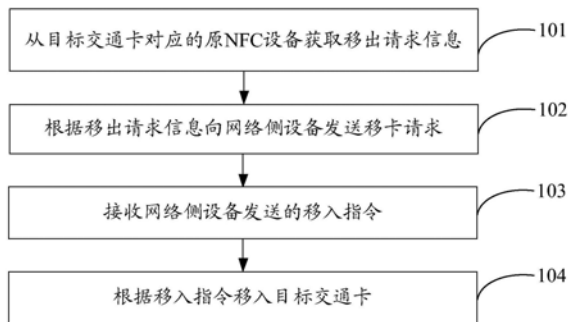 从目标交通卡对应的原NFC设备获取移出请求信息
101
根据移出请求信息向网络侧设备发送移卡请求
102
接收网络侧设备发送的移入指令
103
根据移入指令移入目标交通卡
104